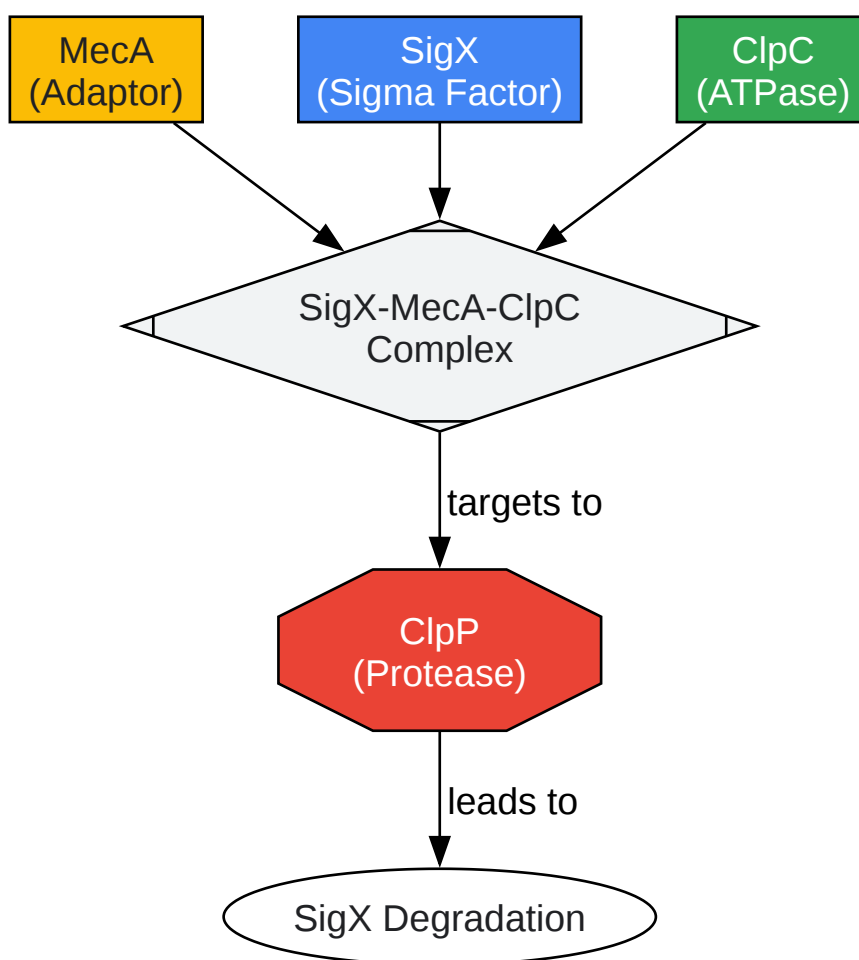 MecA
(Adaptor)
SigX
(Sigma Factor)
ClpC
(ATPase)
SigX-MecA-ClpC
Complex
targets to
ClpP
(Protease)
leads to
SigX Degradation